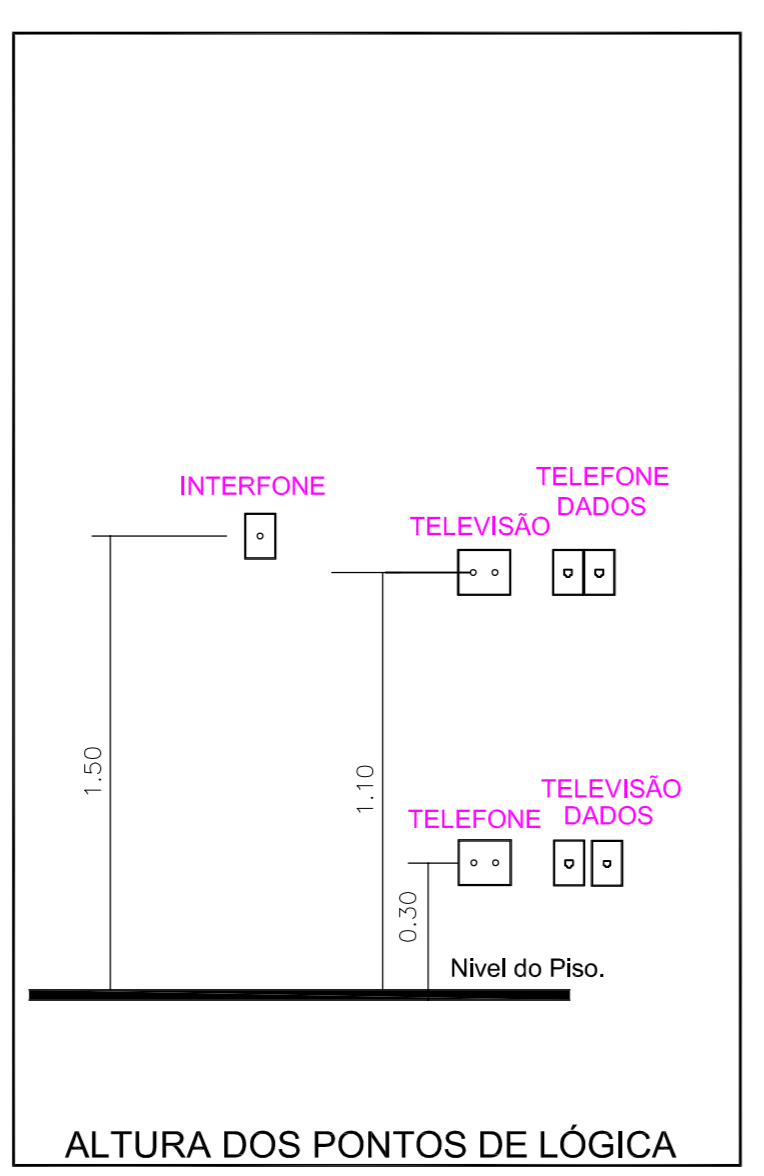 INTERFONE
TELEFONE
DADOS
TELEVISÃO
1.50
1.10
TELEVISÃO
DADOS
TELEFONE
0.30
Nivel do Piso.
ALTURA DOS PONTOS DE LÓGICA